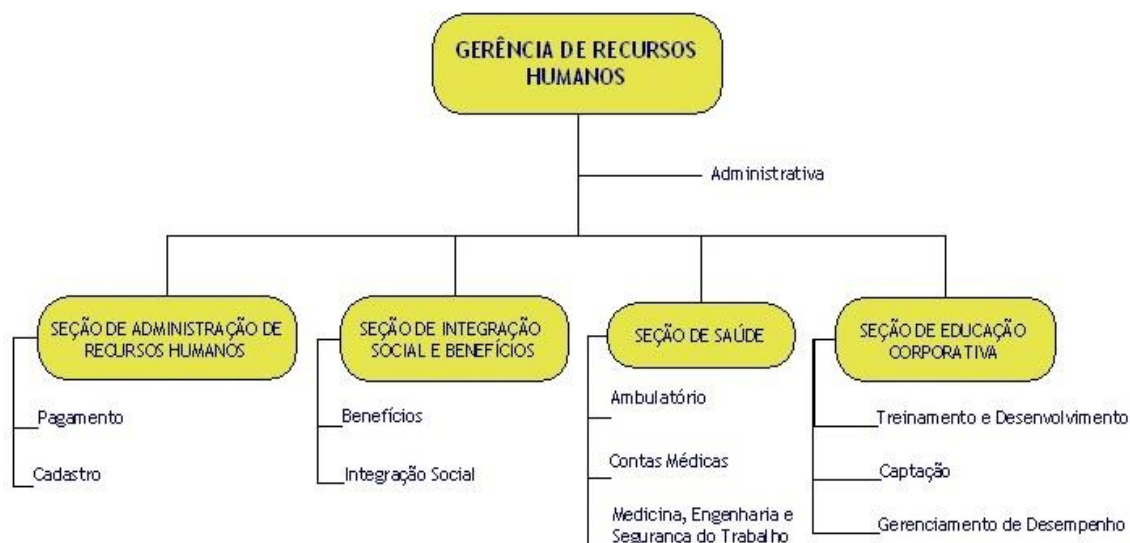 GERÊNCIA DE RECURSOS
HUMANOS
Administrativa
SEÇÃO DE ADMINISTRAÇÃO DE
RECURSOS HUMANOS
Pagamento
Cadastro
SEÇÃO DE INTEGRAÇÃO
SOCIAL E BENEFÍCIOS
Benefícios
Integração Social
SEÇÃO DE SAÚDE
Ambulatório
Contas Médicas
Medicina, Engenharia e
Segurança do Trabalho
SEÇÃO DE EDUCAÇÃO
CORPORATIVA
Treinamento e Desenvolvimento
Captação
Gerenciamento de Desempenho